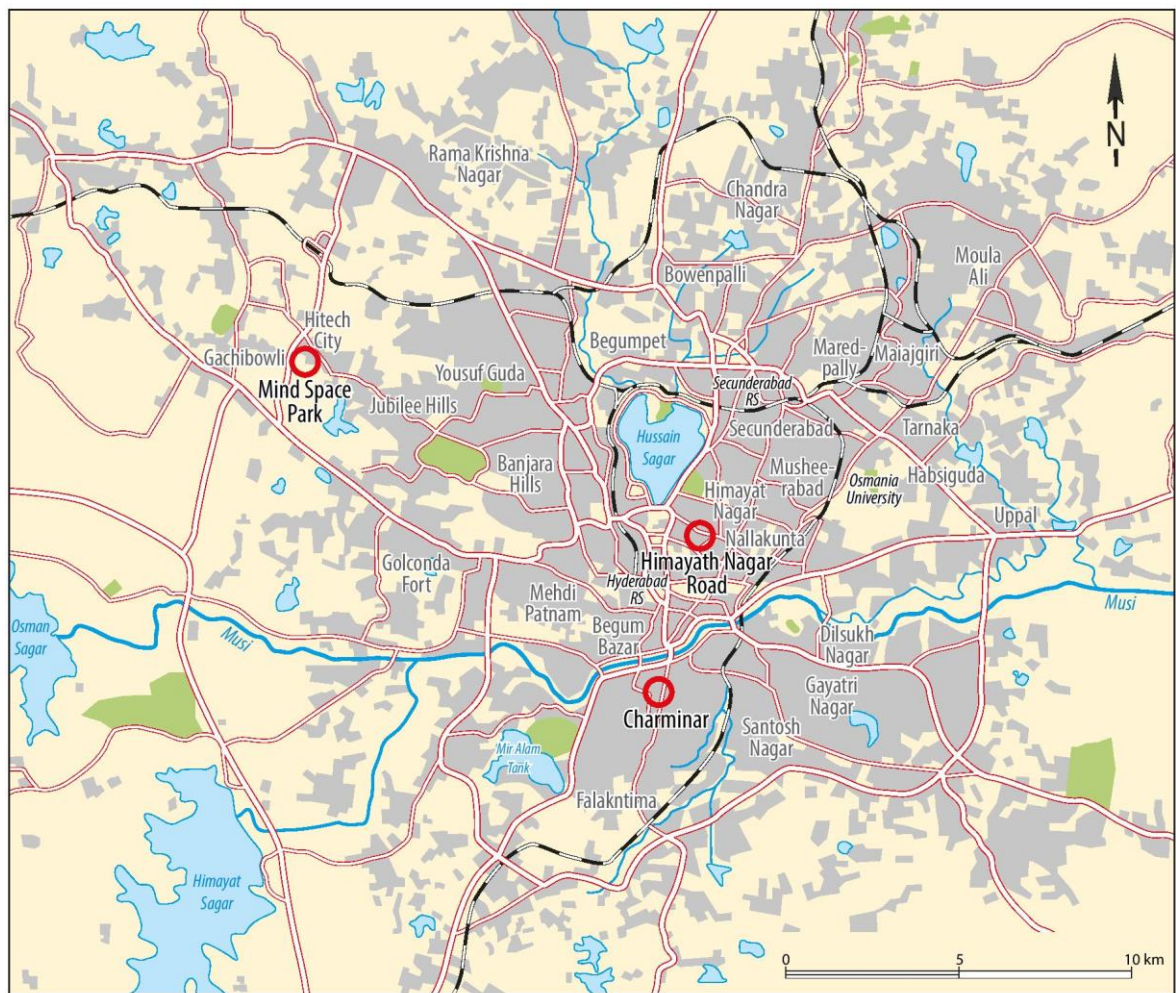 N
Rama Krishna
Nagar
Chandra
Nagar
Moula
Ali
Bowenpalli
Hitech
City
Gachibowli
Mind Space
Park
Begumpet
Mared-
pally
Maiajgiri
Yousuf Guda
Jubilee Hills
Secunderabad
RS
Secunderabad
Tarnaka
Hussain
Sagar
Banjara
Hills
Mushee-
rabad
Osmania
University
Habsiguda
Himayat
Nagar
Uppal
Nallakunta
Himayath Nagar
Road
Golconda
Fort
Hyderabad
RS
Mehdi
Patnam
Begum
Bazar
Musi
Osman
Sagar
Musi
Dilsukh
Nagar
Gayatri
Nagar
Charminar
Santosh
Nagar
Mir Alam
Tank
Falakntima
Himayat
Sagar
0 5 10 km